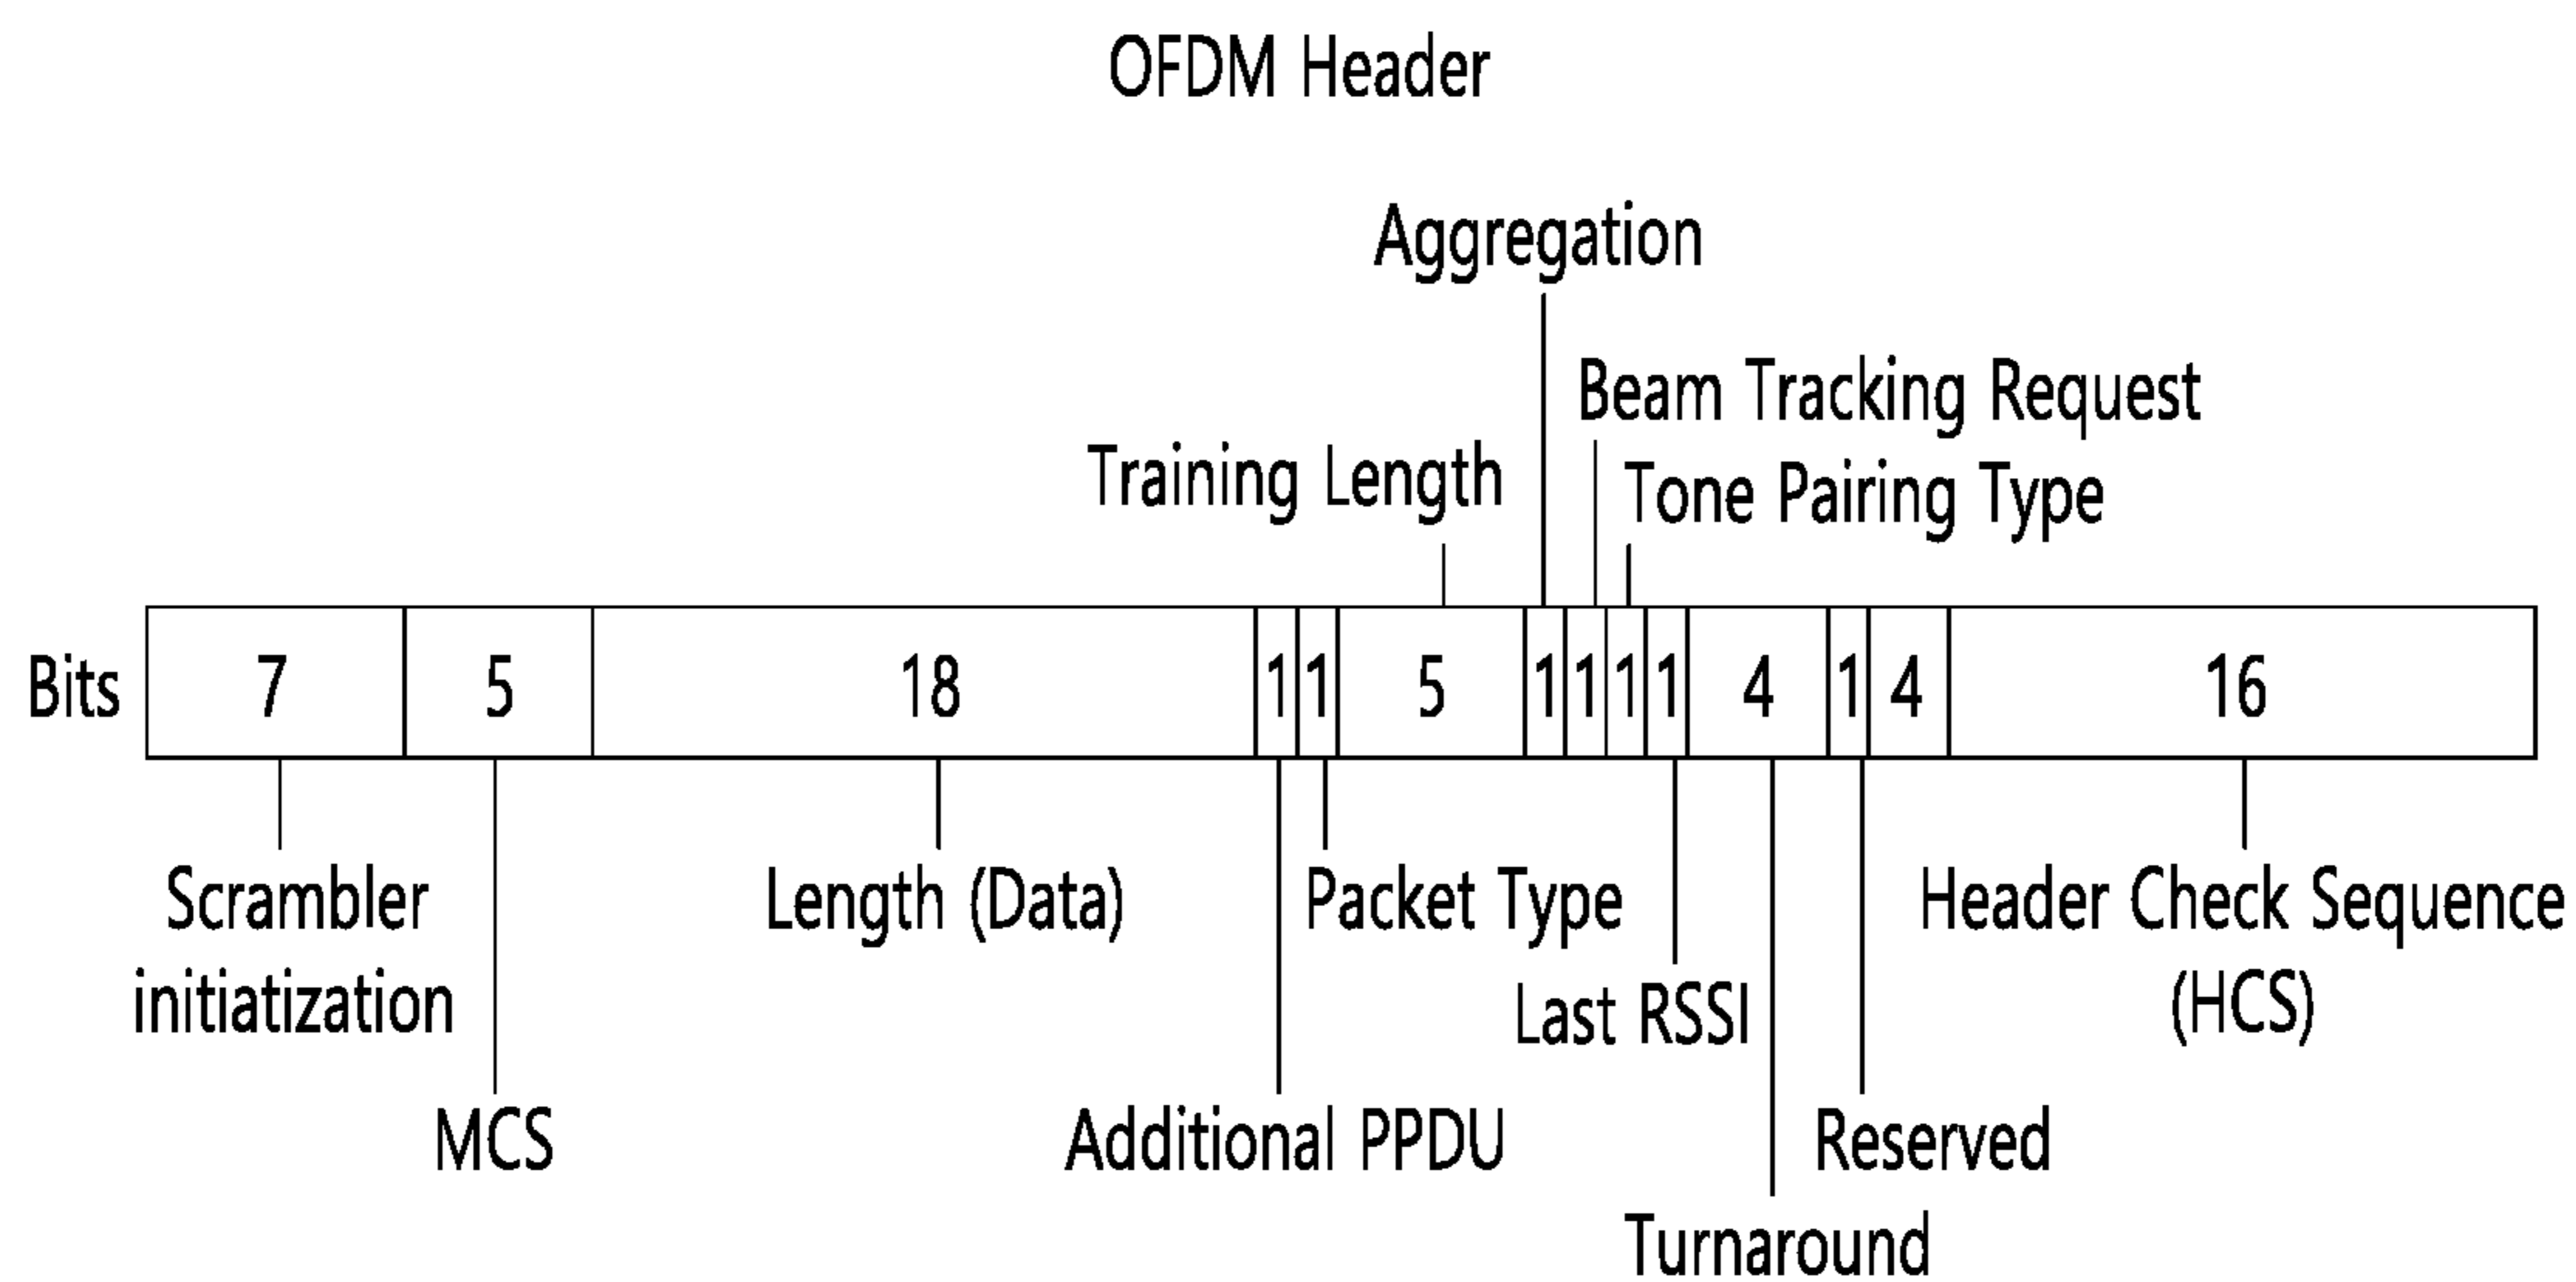 OFDM Header
Aggregation
Beam Tracking Request
Training Length
Tone Pairing Type
Bits 7 5 18 1 1 5 1 1 1 1 4 1 4 16
Scrambler
initiatization
Length (Data)
Packet Type
Header Check Sequence
(HCS)
Last RSSI
MCS
Additional PPDU
Reserved
Turnaround